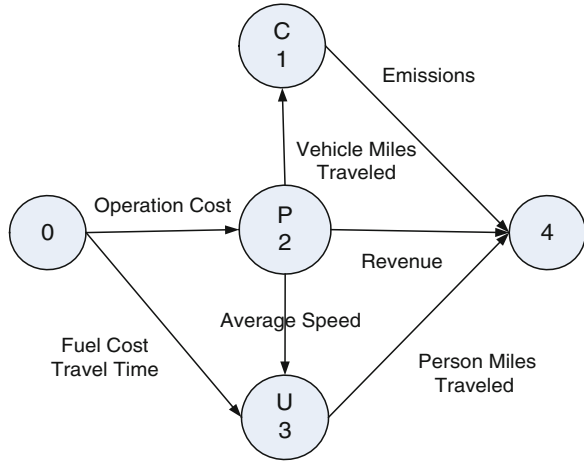 C
1
Emissions
Vehicle Miles
Traveled
Operation Cost
0
P
2
4
Revenue
Average Speed
Fuel Cost
Travel Time
Person Miles
Traveled
U
3